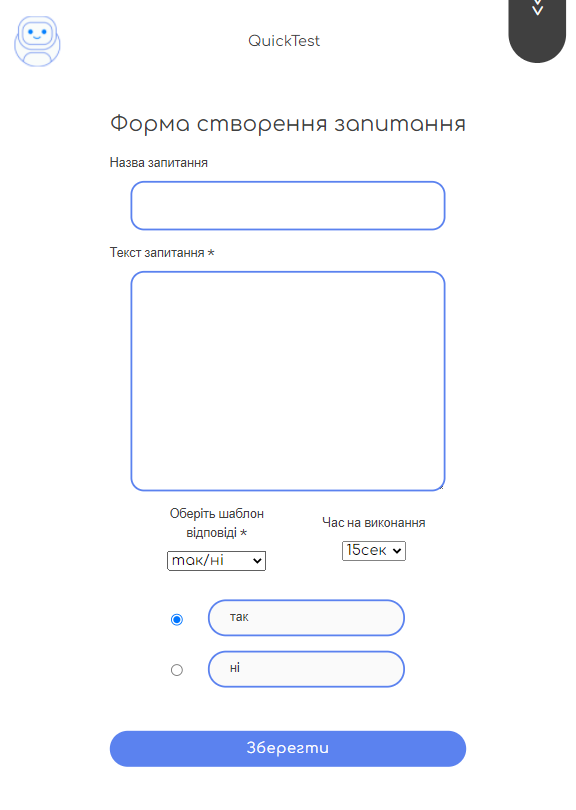 QuickTest
Форма створення запитання
Назва запитання
Текст запитання *
Оберіть шаблон
відповіді *
Час на виконання
так/ні
15сек
так
ні
Зберегти